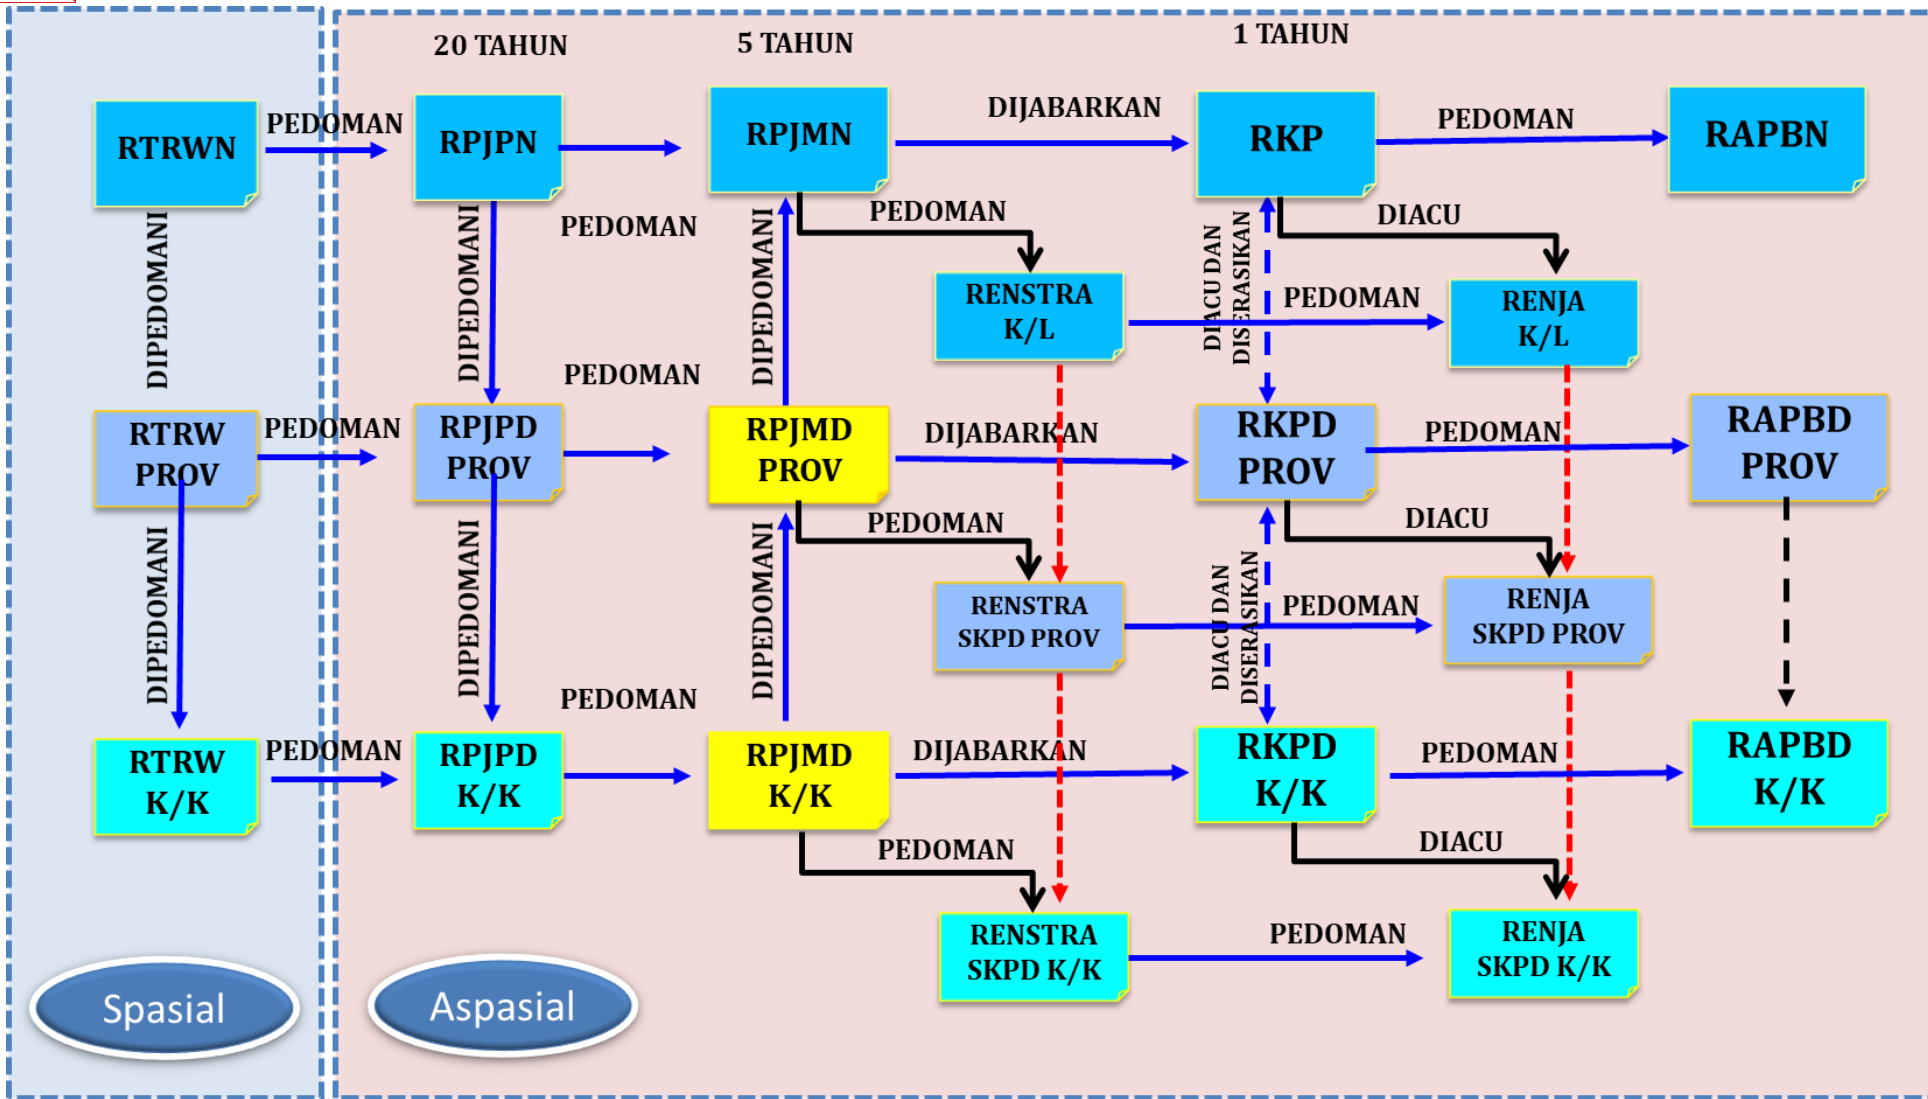 20 TAHUN
5 TAHUN
1 TAHUN
RTRWN
PEDOMAN
RPJPN
RPJMN
DIJABARKAN
RKP
PEDOMAN
RAPBN
DIPEDOMANI
DIPEDOMANI
PEDOMAN
DIPEDOMANI
PEDOMAN
DIACU DAN
DISERASIKAN
DIACU
RENSTRA
K/L
PEDOMAN
RENJA
K/L
RTRW
PROV
PEDOMAN
RPJPD
PROV
PEDOMAN
RPJMD
PROV
DIJABARKAN
RKPD
PROV
PEDOMAN
RAPBD
PROV
DIPEDOMANI
DIPEDOMANI
DIPEDOMANI
PEDOMAN
DIACU DAN
DISERASIKAN
DIACU
RENSTRA
SKPD PROV
PEDOMAN
RENJA
SKPD PROV
RTRW
K/K
PEDOMAN
RPJPD
K/K
PEDOMAN
RPJMD
K/K
DIJABARKAN
RKPD
K/K
PEDOMAN
RAPBD
K/K
PEDOMAN
DIACU
RENSTRA
SKPD K/K
PEDOMAN
RENJA
SKPD K/K
Spasial
Aspasial